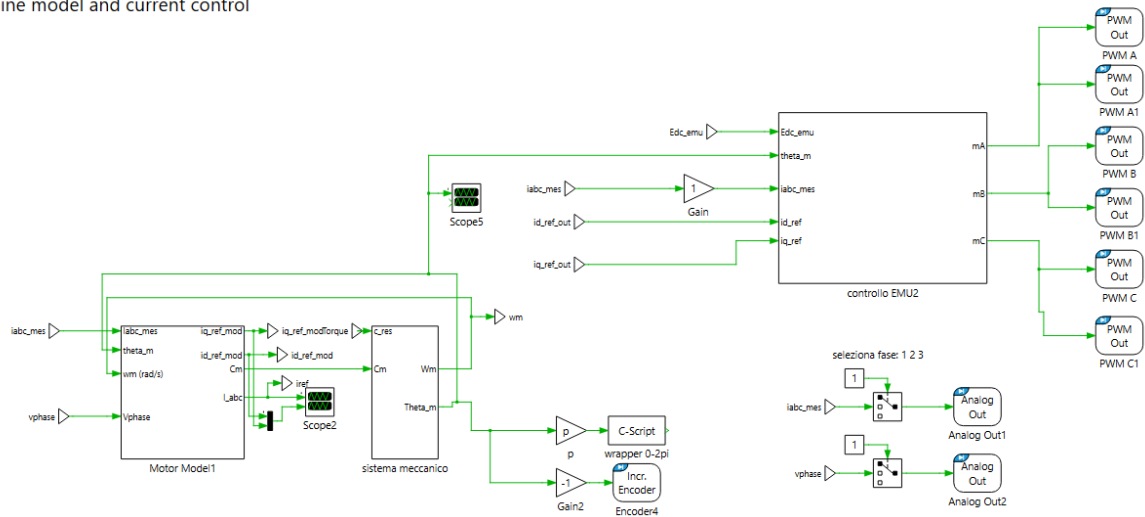 ine model and current control
PWM
Out
PWM A
PWM
Out
PWM A1
PWM
Out
PWM B
PWM
Out
PWM B1
PWM
Out
PWM C
PWM
Out
PWM C1
Edc_emu
iabc_mes
1
Gain
id_ref_out
iq_ref_out
Edc_emu
theta_m
iabc_mes
id_ref
iq_ref
mA
mB
mC
controllo EMU2
Scope5
wm
iabc_mes
vphase
iabc_mes
theta_m
wm (rad/s)
Vphase
iq_ref_mod
id_ref_mod
Cm
I_abc
Motor Model1
iq_ref_mod
Torque
id_ref_mod
iref
Scope2
c_res
Cm
Wm
Theta_m
sistema meccanico
p
p
C-Script
wrapper 0-2pi
-1
Gain2
Incr.
Encoder
Encoder4
seleziona fase: 1 2 3
1
iabc_mes
Analog
Out
Analog Out1
1
vphase
Analog
Out
Analog Out2